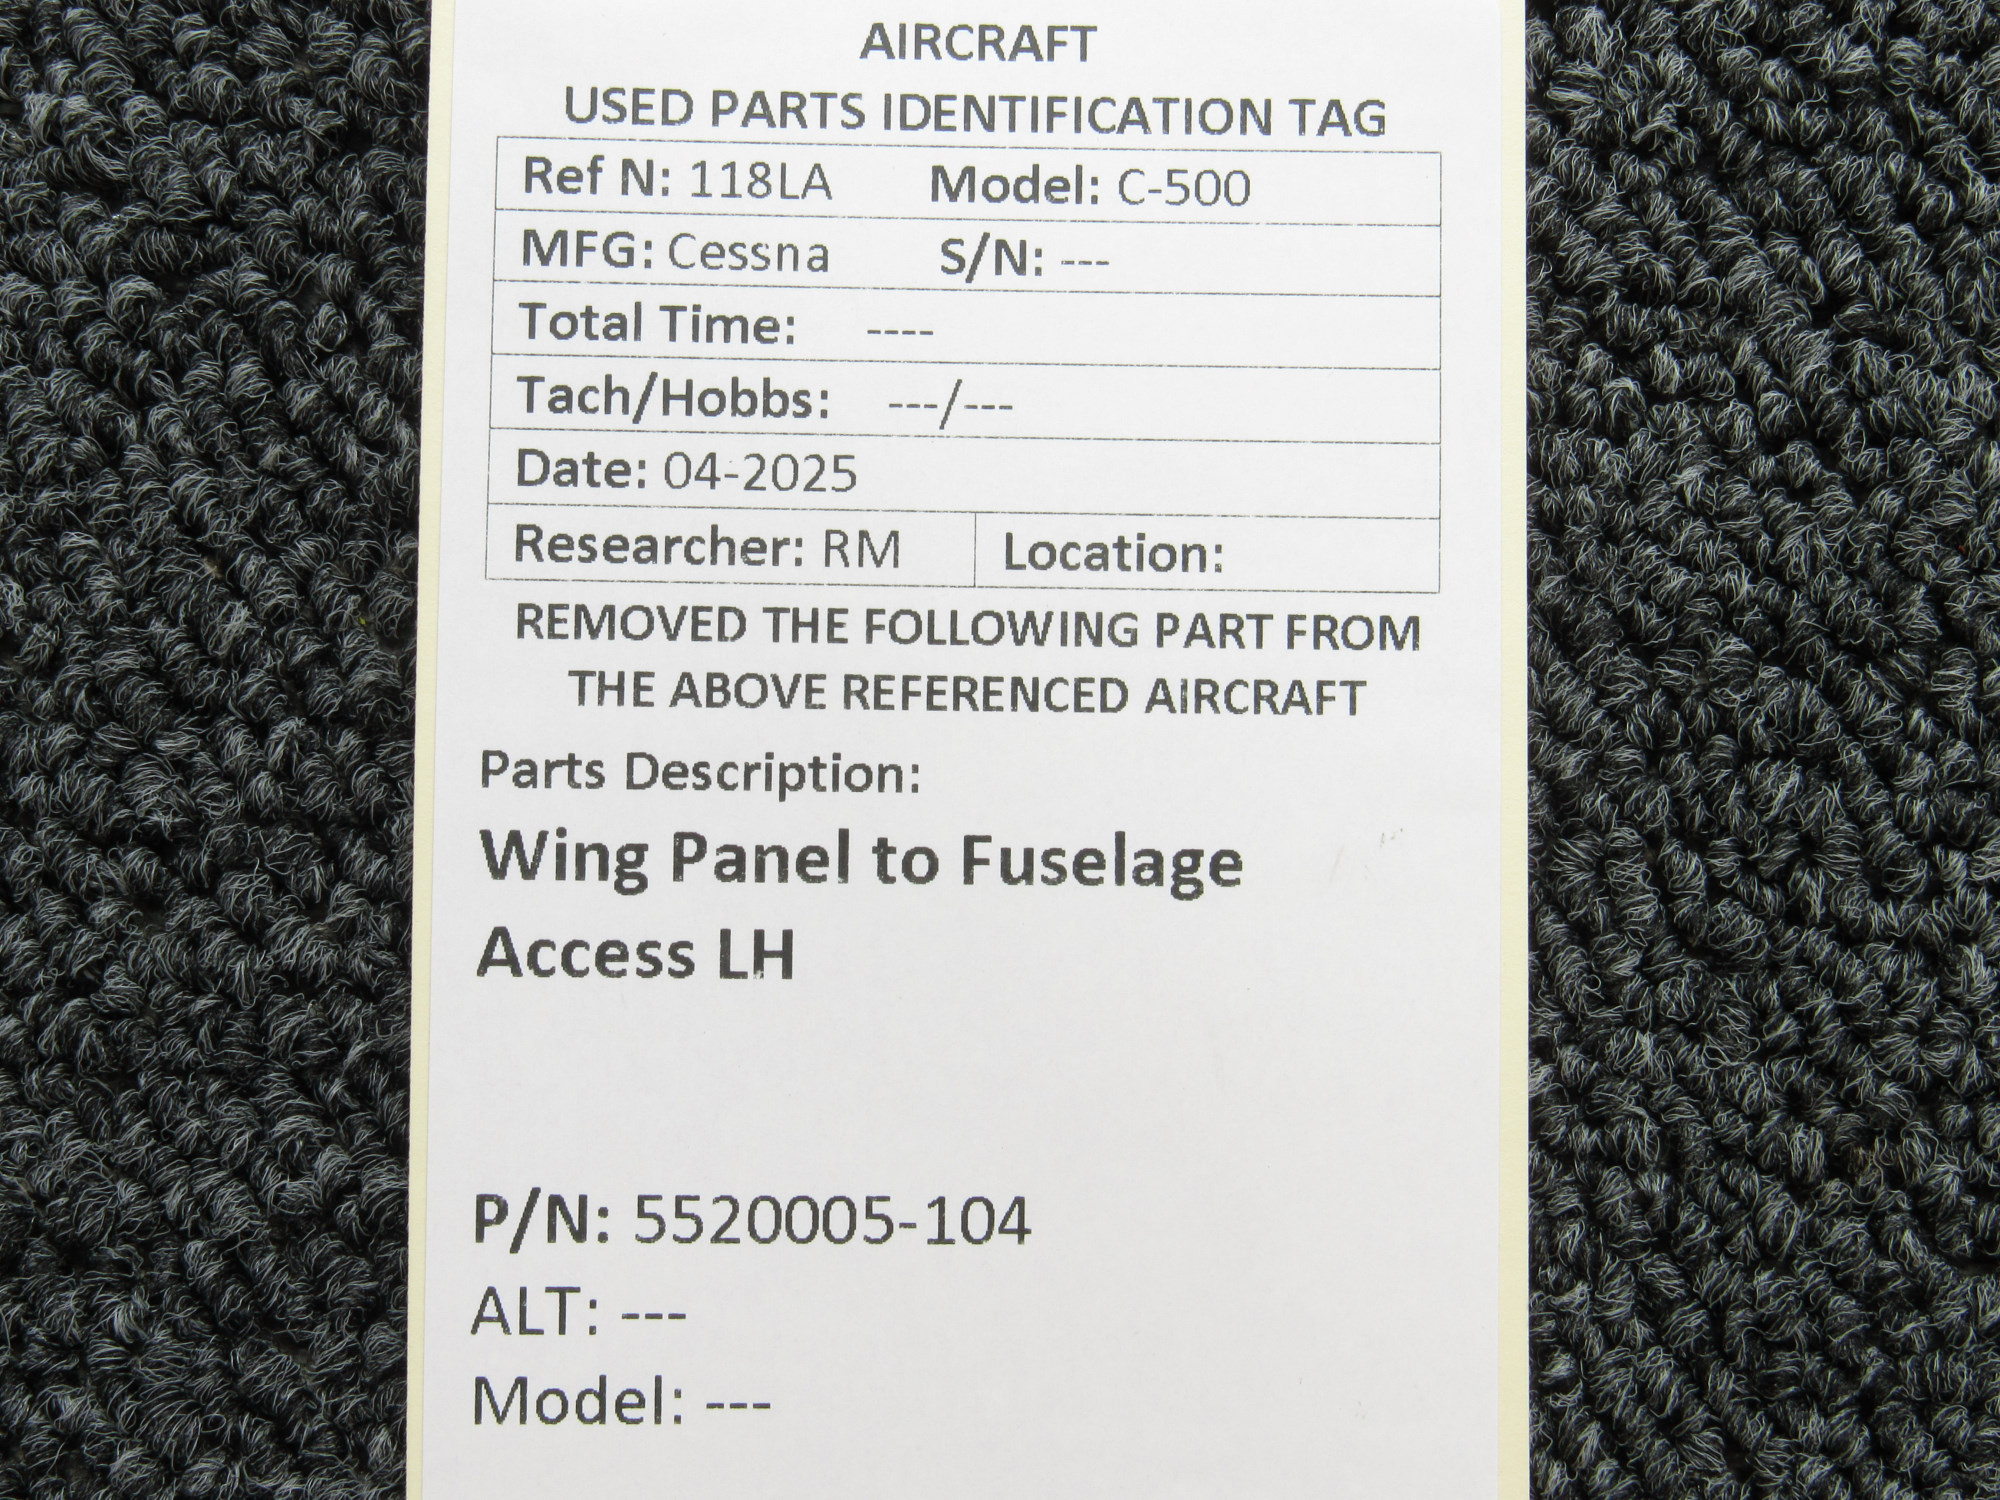 AIRCRAFT
USED PARTS IDENTIFICATION TAG
Ref N: 118LA Model: C-500
MFG: Cessna S/N: ---
Total Time: ----
Tach/Hobbs: ---/---
Date: 04-2025
Researcher: RM Location:
REMOVED THE FOLLOWING PART FROM
THE ABOVE REFERENCED AIRCRAFT
Parts Description:
Wing Panel to Fuselage
Access LH
P/N: 5520005-104
ALT: ---
Model: ---